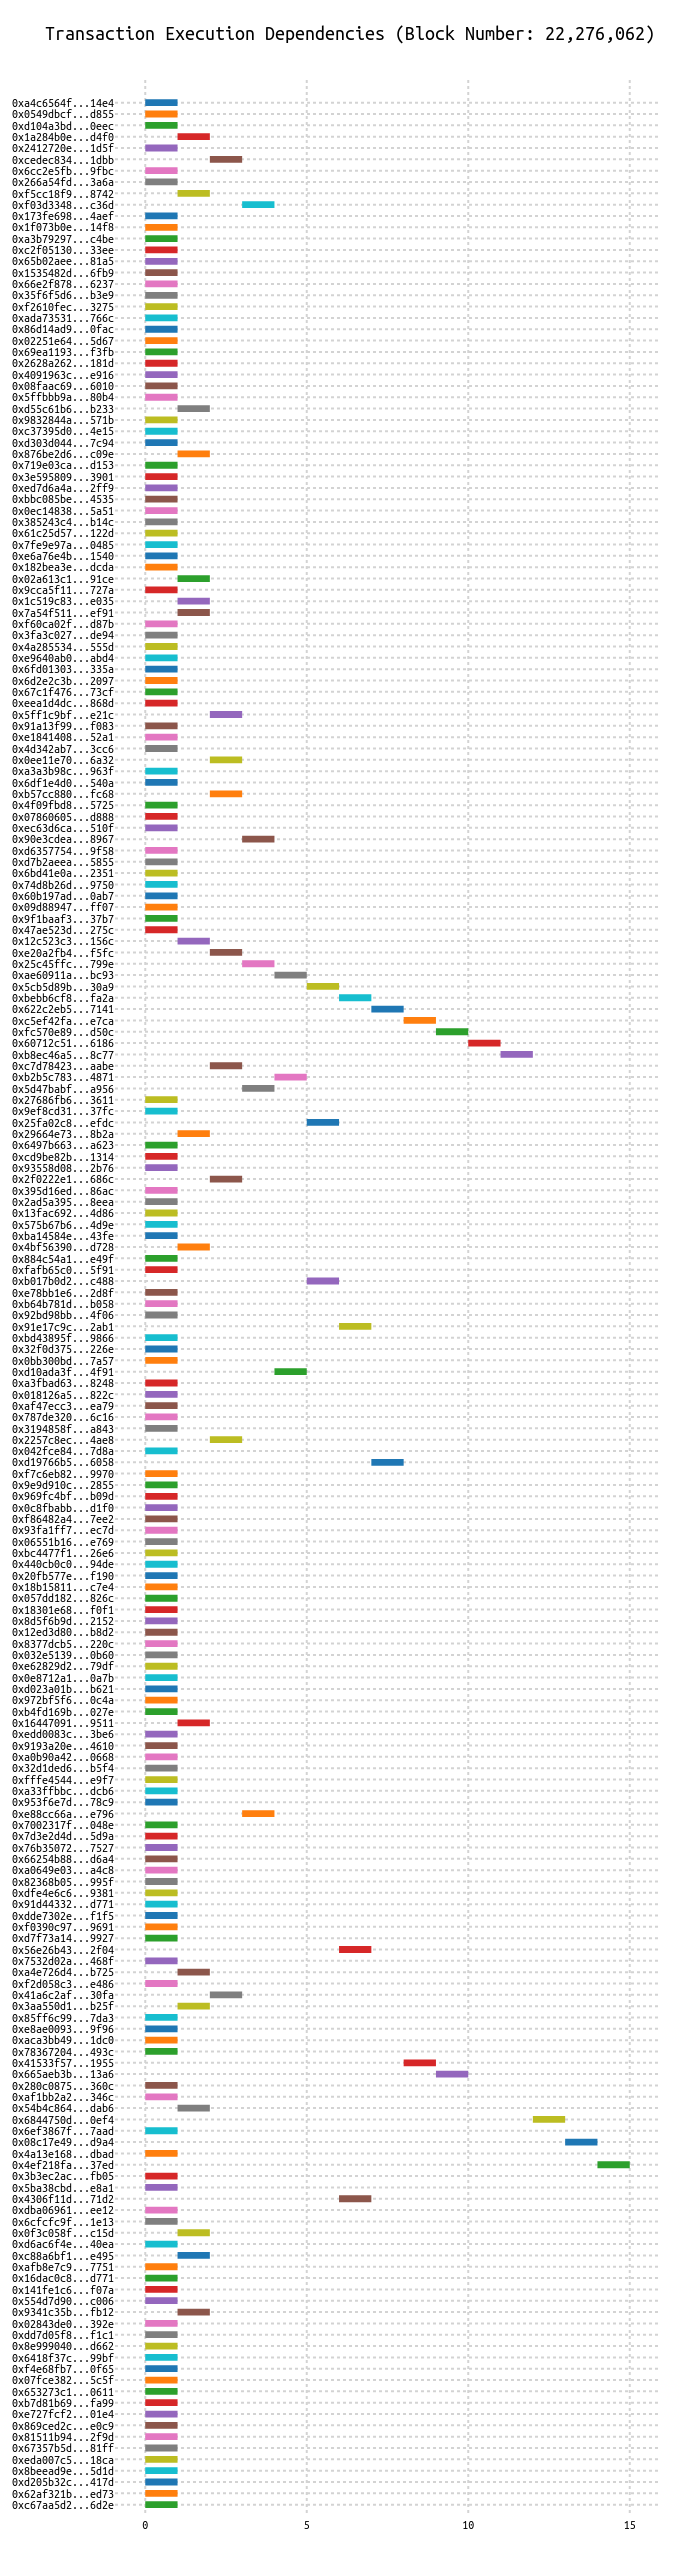 Transaction Execution Dependencies (Block Number: 22,276,062)
0xa4c6564f...14e4
0x0549dbcf...d855
0xd104a3bd...0eec
0x1a284b0e...d4f0
0x2412720e...1d5f
0xcedec834...1dbb
0x6cc2e5fb...9fbc
0x266a54fd...3a6a
0xf5cc18f9...8742
0xf03d3348...c36d
0x173fe698...4aef
0x1f073b0e...14f8
0xa3b79297...c4be
0xc2f05130...33ee
0x65b02aee...81a5
0x1535482d...6fb9
0x66e2f878...6237
0x35f6f5d6...b3e9
0xf2610fec...3275
0xada73531...766c
0x86d14ad9...0fac
0x02251e64...5d67
0x69ea1193...f3fb
0x2628a262...181d
0x4091963c...e916
0x08faac69...6010
0x5ffbbb9a...80b4
0xd55c61b6...b233
0x9832844a...571b
0xc37395d0...4e15
0xd303d044...7c94
0x876be2d6...c09e
0x719e03ca...d153
0x3e595809...3901
0xed7d6a4a...2ff9
0xbbc085be...4535
0x0ec14838...5a51
0x385243c4...b14c
0x61c25d57...122d
0x7fe9e97a...0485
0xe6a76e4b...1540
0x182bea3e...dcda
0x02a613c1...91ce
0x9cca5f11...727a
0x1c519c83...e035
0x7a54f511...ef91
0xf60ca02f...d87b
0x3fa3c027...de94
0x4a285534...555d
0xe9640ab0...abd4
0x6fd01303...335a
0x6d2e2c3b...2097
0x67c1f476...73cf
0xeea1d4dc...868d
0x5ff1c9bf...e21c
0x91a13f99...f083
0xe1841408...52a1
0x4d342ab7...3cc6
0x0ee11e70...6a32
0xa3a3b98c...963f
0x6df1e4d0...540a
0xb57cc880...fc68
0x4f09fbd8...5725
0x07860605...d888
0xec63d6ca...510f
0x90e3cdea...8967
0xd6357754...9f58
0xd7b2aeea...5855
0x6bd41e0a...2351
0x74d8b26d...9750
0x60b197ad...0ab7
0x09d88947...ff07
0x9f1baaf3...37b7
0x47ae523d...275c
0x12c523c3...156c
0xe20a2fb4...f5fc
0x25c45ffc...799e
0xae60911a...bc93
0x5cb5d89b...30a9
0xbebb6cf8...fa2a
0x622c2eb5...7141
0xc5ef42fa...e7ca
0xfc570e89...d50c
0x60712c51...6186
0xb8ec46a5...8c77
0xc7d78423...aabe
0xb2b5c783...4871
0x5d47babf...a956
0x27686fb6...3611
0x9ef8cd31...37fc
0x25fa02c8...efdc
0x29664e73...8b2a
0x6497b663...a623
0xcd9be82b...1314
0x93558d08...2b76
0x2f0222e1...686c
0x395d16ed...86ac
0x2ad5a395...8eea
0x13fac692...4d86
0x575b67b6...4d9e
0xba14584e...43fe
0x4bf56390...d728
0x884c54a1...e49f
0xfafb65c0...5f91
0xb017b0d2...c488
0xe78bb1e6...2d8f
0xb64b781d...b058
0x92bd98bb...4f06
0x91e17c9c...2ab1
0xbd43895f...9866
0x32f0d375...226e
0x0bb300bd...7a57
0xd10ada3f...4f91
0xa3fbad63...8248
0x018126a5...822c
0xaf47ecc3...ea79
0x787de320...6c16
0x3194858f...a843
0x2257c8ec...4ae8
0x042fce84...7d8a
0xd19766b5...6058
0xf7c6eb82...9970
0x9e9d910c...2855
0x969fc4bf...b09d
0x0c8fbabb...d1f0
0xf86482a4...7ee2
0x93fa1ff7...ec7d
0x06551b16...e769
0xbc4477f1...26e6
0x440cb0c0...94de
0x20fb577e...f190
0x18b15811...c7e4
0x057dd182...826c
0x18301e68...f0f1
0x8d5f6b9d...2152
0x12ed3d80...b8d2
0x8377dcb5...220c
0x032e5139...0b60
0xe62829d2...79df
0x0e8712a1...0a7b
0xd023a01b...b621
0x972bf5f6...0c4a
0xb4fd169b...027e
0x16447091...9511
0xedd0083c...3be6
0x9193a20e...4610
0xa0b90a42...0668
0x32d1ded6...b5f4
0xfffe4544...e9f7
0xa33ffbbc...dcb6
0x953f6e7d...78c9
0xe88cc66a...e796
0x7002317f...048e
0x7d3e2d4d...5d9a
0x76b35072...7527
0x66254b88...d6a4
0xa0649e03...a4c8
0x82368b05...995f
0xdfe4e6c6...9381
0x91d44332...d771
0xdde7302e...f1f5
0xf0390c97...9691
0xd7f73a14...9927
0x56e26b43...2f04
0x7532d02a...468f
0xa4e726d4...b725
0xf2d058c3...e486
0x41a6c2af...30fa
0x3aa550d1...b25f
0x85ff6c99...7da3
0xe8ae0093...9f96
0xaca3bb49...1dc0
0x78367204...493c
0x41533f57...1955
0x665aeb3b...13a6
0x280c0875...360c
0xaf1bb2a2...346c
0x54b4c864...dab6
0x6844750d...0ef4
0x6ef3867f...7aad
0x08c17e49...d9a4
0x4a13e168...dbad
0x4ef218fa...37ed
0x3b3ec2ac...fb05
0x5ba38cbd...e8a1
0x4306f11d...71d2
0xdba06961...ee12
0x6cfcfc9f...1e13
0x0f3c058f...c15d
0xd6ac6f4e...40ea
0xc88a6bf1...e495
0xafb8e7c9...7751
0x16dac0c8...d771
0x141fe1c6...f07a
0x554d7d90...c006
0x9341c35b...fb12
0x02843de0...392e
0xdd7d05f8...f1c1
0x8e999040...d662
0x6418f37c...99bf
0xf4e68fb7...0f65
0x07fce382...5c5f
0x653273c1...0611
0xb7d81b69...fa99
0xe727fcf2...01e4
0x869ced2c...e0c9
0x81511b94...2f9d
0x67357b5d...81ff
0xeda007c5...18ca
0x8beead9e...5d1d
0xd205b32c...417d
0x62af321b...ed73
0xc67aa5d2...6d2e
0 5 10 15